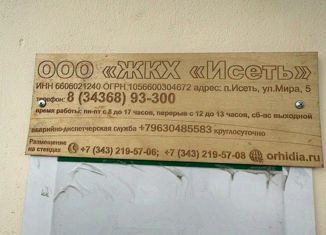 ООО «ЖКХ «Исеть»
ИНН 6606021240 ОГРН,1056600304672 адрес: п.Исеть, ул.Мира, 5
телефон: 8 (34368) 93-300
время работы: пн-пт с 8 до 17 часов, перерыв с 12 до 13 часов, сб-вс выходной
аварийно-диспетчерская служба +79630485583 круглосуточно
Размещение на стендах +7 (343) 219-57-06; +7 (343) 219-57-08 orhidia.ru